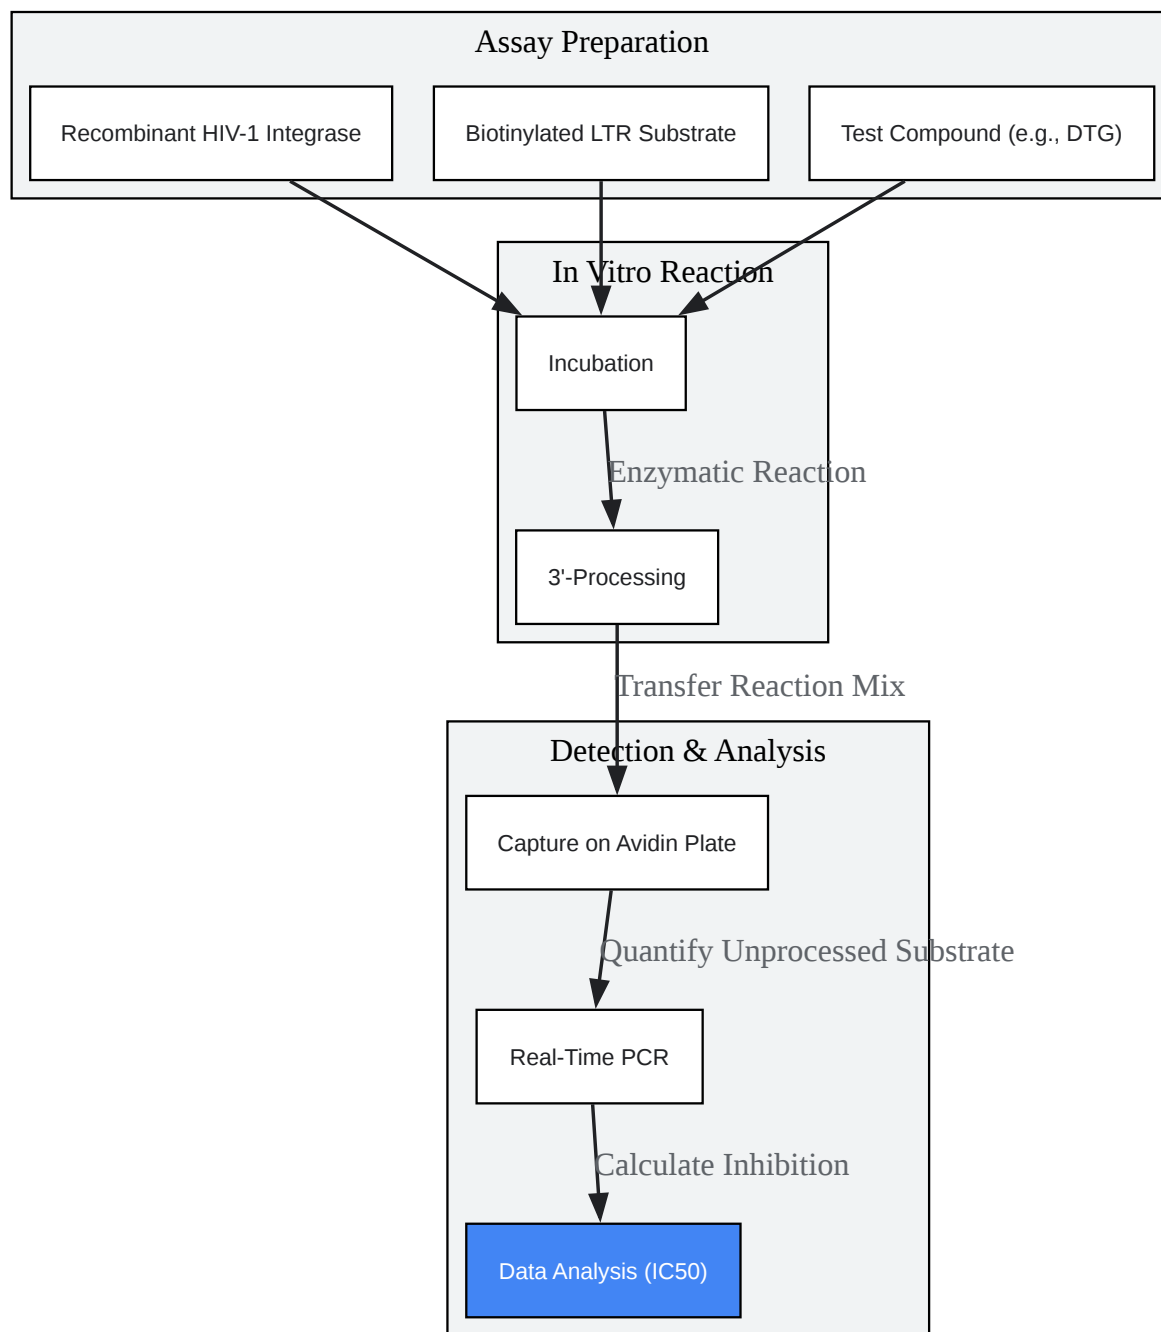 Assay Preparation
Recombinant HIV-1 Integrase
Biotinylated LTR Substrate
Test Compound (e.g., DTG)
In Vitro Reaction
Incubation
Enzymatic Reaction
3'-Processing
Transfer Reaction Mix
Detection & Analysis
Capture on Avidin Plate
Quantify Unprocessed Substrate
Real-Time PCR
Calculate Inhibition
Data Analysis (IC50)